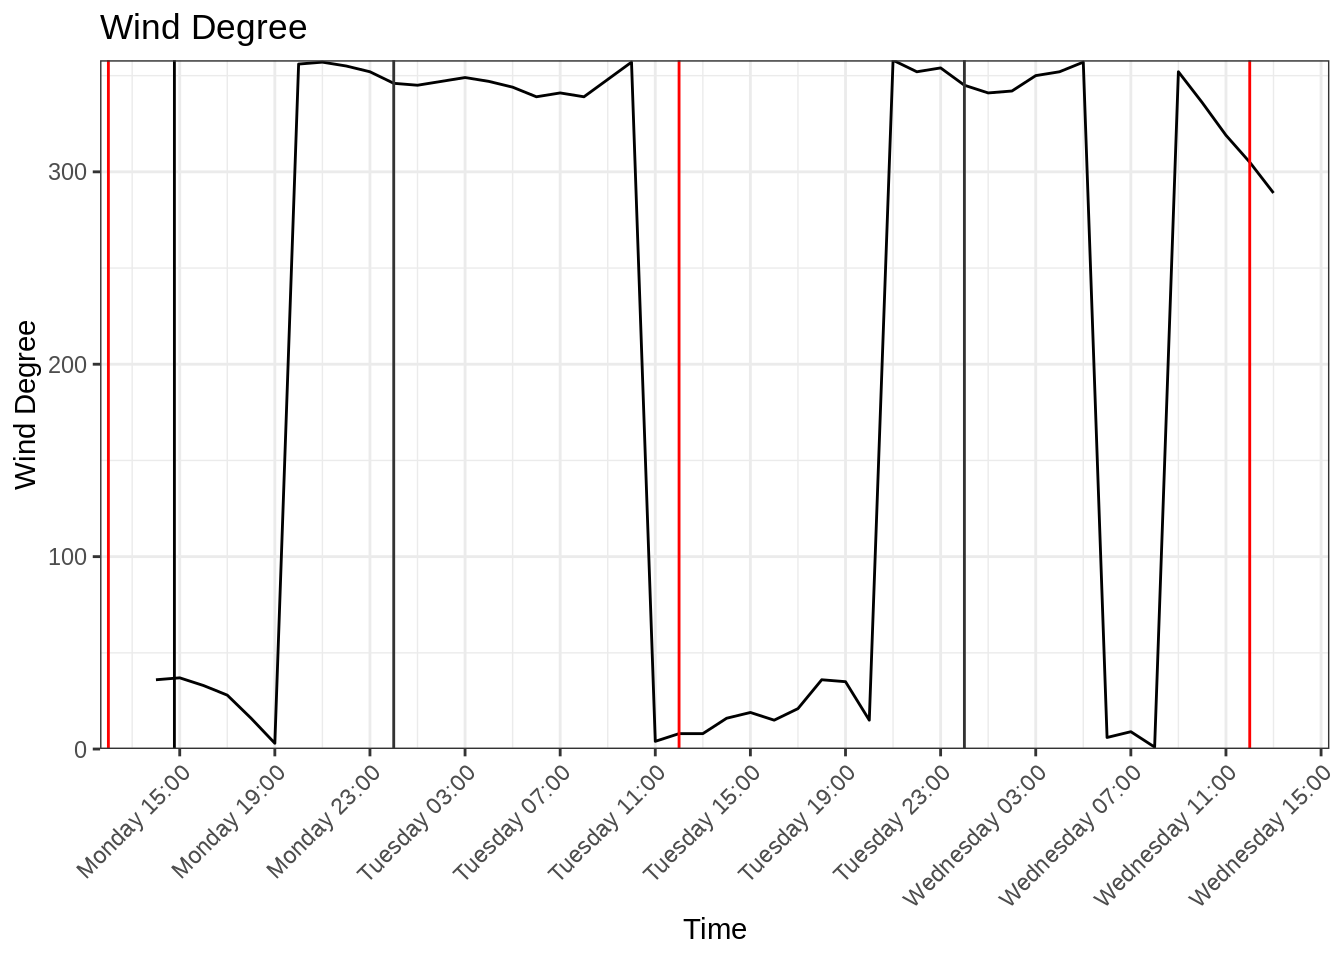 Wind Degree
Wind Degree
300
200
100
0
Monday 15:00
Monday 19:00
Monday 23:00
Tuesday 03:00
Tuesday 07:00
Tuesday 11:00
Tuesday 15:00
Tuesday 19:00
Tuesday 23:00
Wednesday 03:00
Wednesday 07:00
Wednesday 11:00
Wednesday 15:00
Time